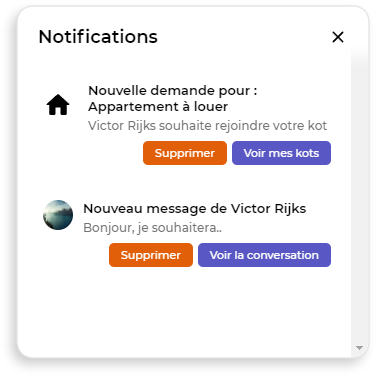 Notifications
Nouvelle demande pour :
Appartement à louer
Victor Rijks souhaite rejoindre votre kot
Supprimer Voir mes kots
Nouveau message de Victor Rijks
Bonjour, je souhaitera..
Supprimer Voir la conversation